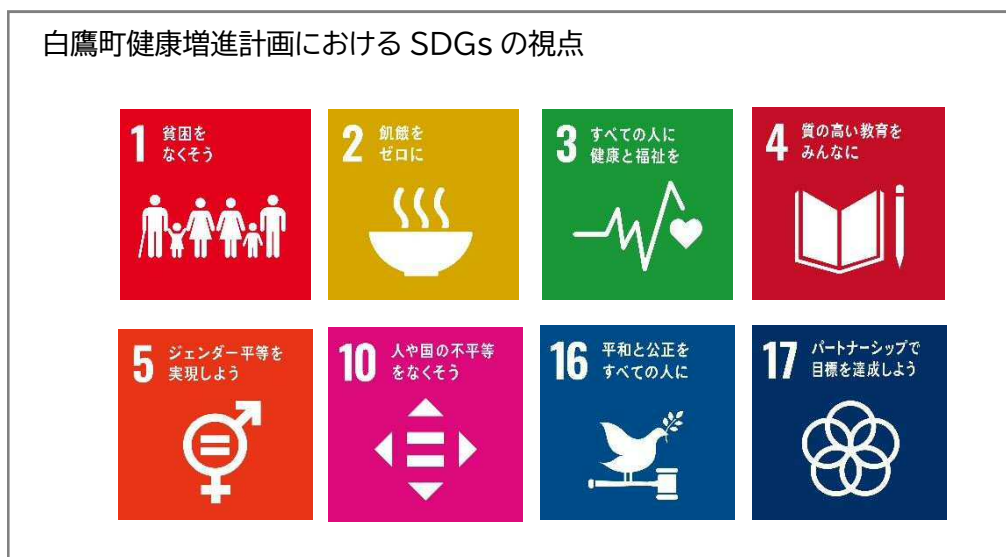 白鷹町健康増進計画における SDGs の視点
1 貧困を
なくそう
2 飢餓を
ゼロに
3 すべての人に
健康と福祉を
4 質の高い教育を
みんなに
5 ジェンダー平等を
実現しよう
10 人や国の不平等
をなくそう
16 平和と公正を
すべての人に
17 パートナーシップで
目標を達成しよう